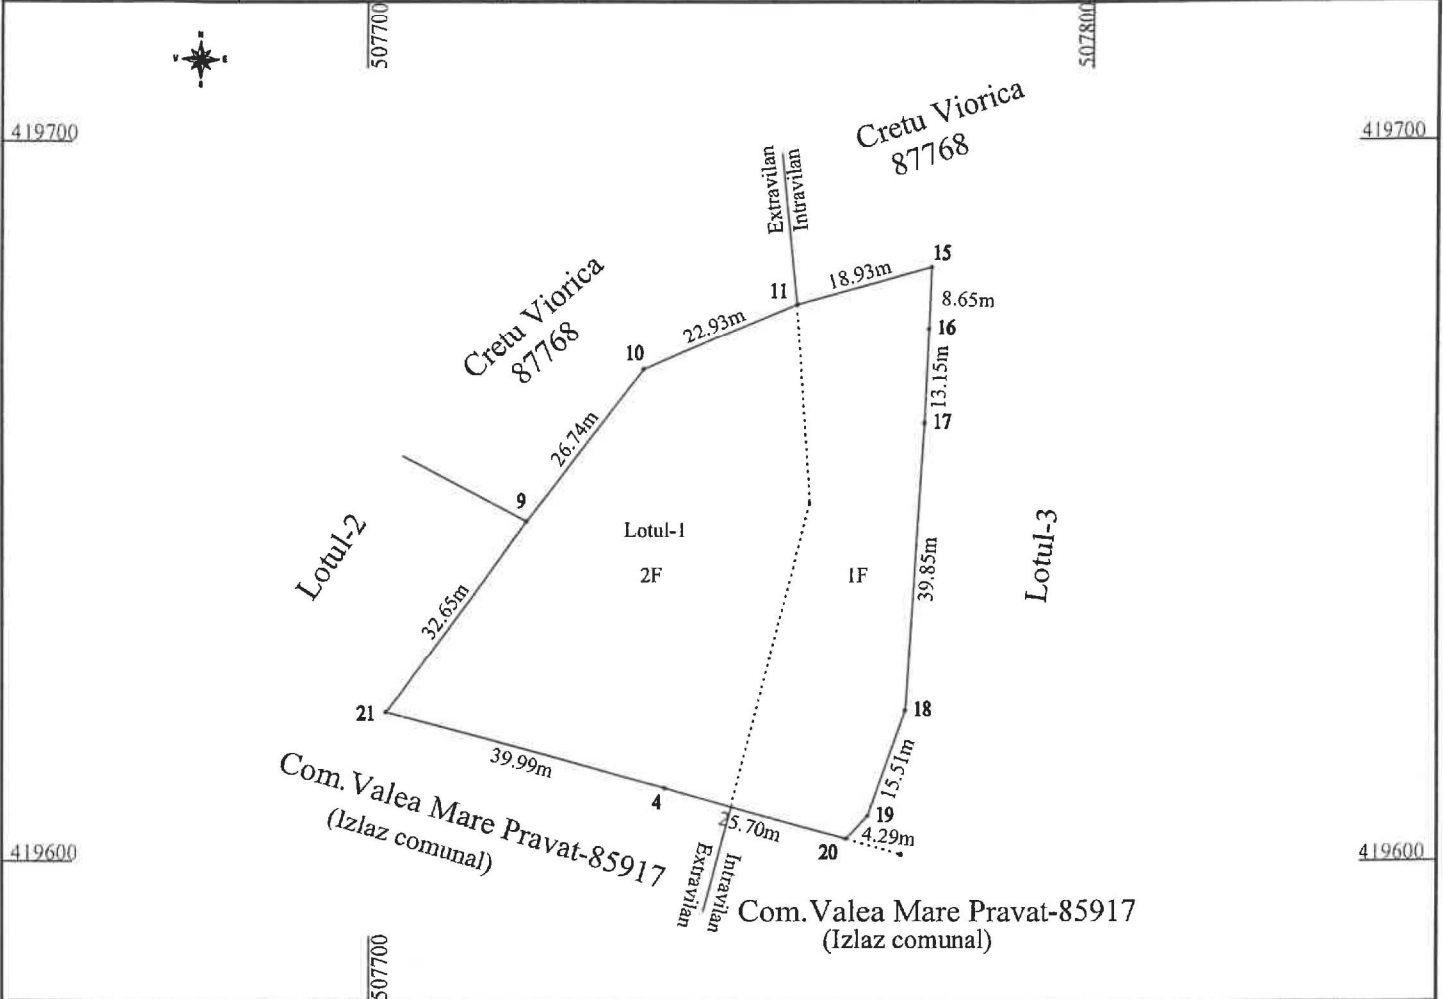 507700
507800
N
V
E
S
419700
419700
Cretu Viorica
87768
Extravilan
Intravilan
15
18.93m
11
8.65m
Cretu Viorica
87768
22.93m
16
10
13.15m
17
26.74m
9
Lotul-2
Lotul-1
2F
1F
39.85m
Lotul-3
32.65m
21
18
39.99m
15.51m
4
25.70m
19
4.29m
20
Com. Valea Mare Pravat-85917
(Izlaz comunal)
Extravilan
Intravilan
419600
419600
Com. Valea Mare Pravat-85917
(Izlaz comunal)
507700